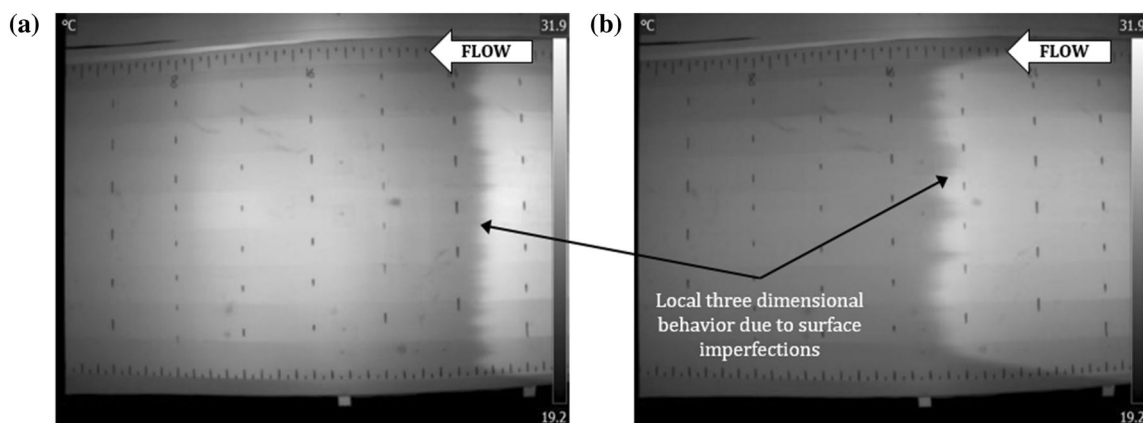 (a)
°C
31.9
FLOW
(b)
°C
31.9
FLOW
Local three dimensional
behavior due to surface
imperfections
19.2
19.2